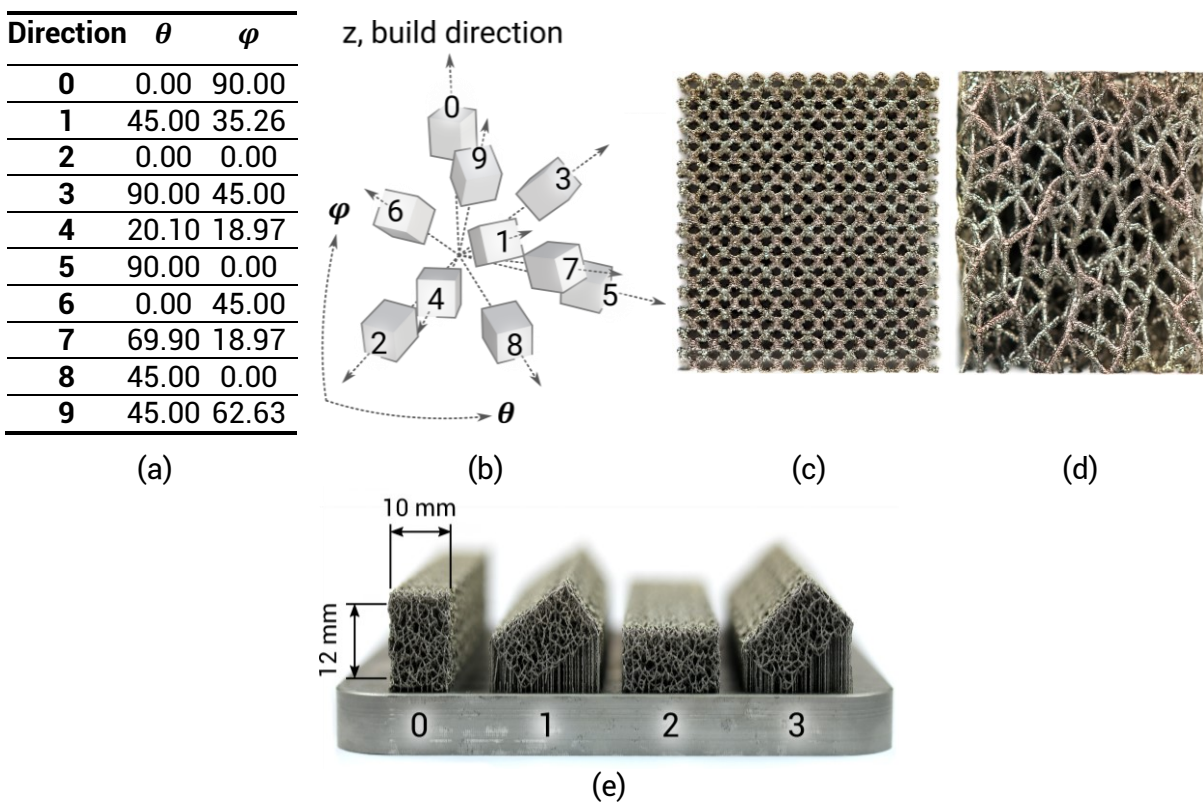 Direction θ φ
0 0.00 90.00
1 45.00 35.26
2 0.00 0.00
3 90.00 45.00
4 20.10 18.97
5 90.00 0.00
6 0.00 45.00
7 69.90 18.97
8 45.00 0.00
9 45.00 62.63
(a)
z, build direction
0
9
3
6
φ
1
7
5
4
2
8
θ
(b)
(c)
(d)
10 mm
12 mm
0 1 2 3
(e)